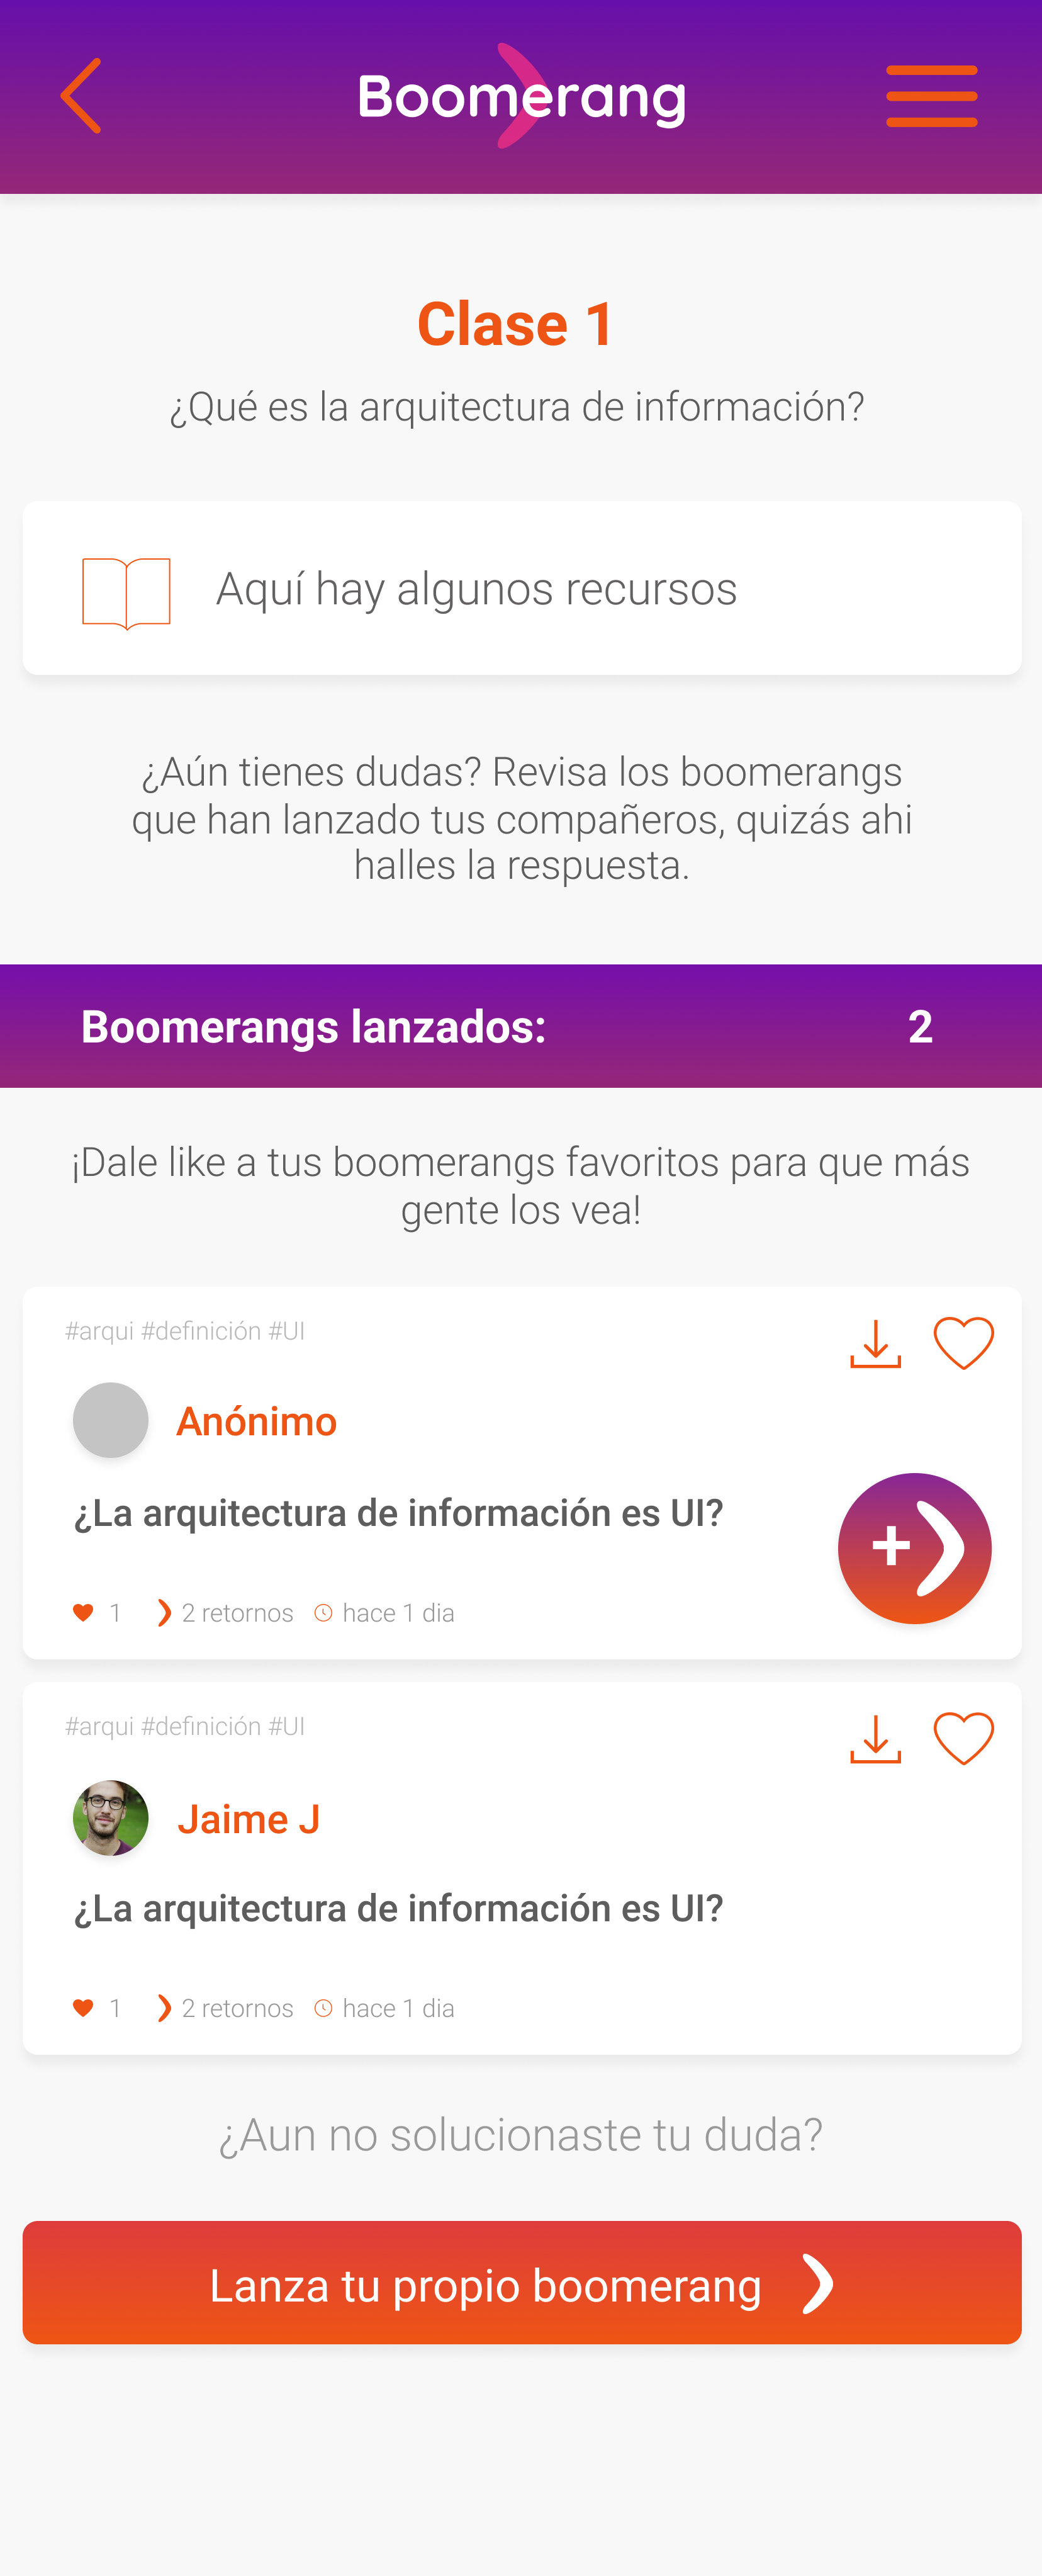 Boomerang
Clase 1
¿Qué es la arquitectura de información?
Aquí hay algunos recursos
¿Aún tienes dudas? Revisa los boomerangs
que han lanzado tus compañeros, quizás ahi
halles la respuesta.
Boomerangs lanzados: 2
¡Dale like a tus boomerangs favoritos para que más
gente los vea!
#arqui #definición #UI
Anónimo
¿La arquitectura de información es UI?
+
1 2 retornos hace 1 dia
#arqui #definición #UI
Jaime J
¿La arquitectura de información es UI?
1 2 retornos hace 1 dia
¿Aun no solucionaste tu duda?
Lanza tu propio boomerang